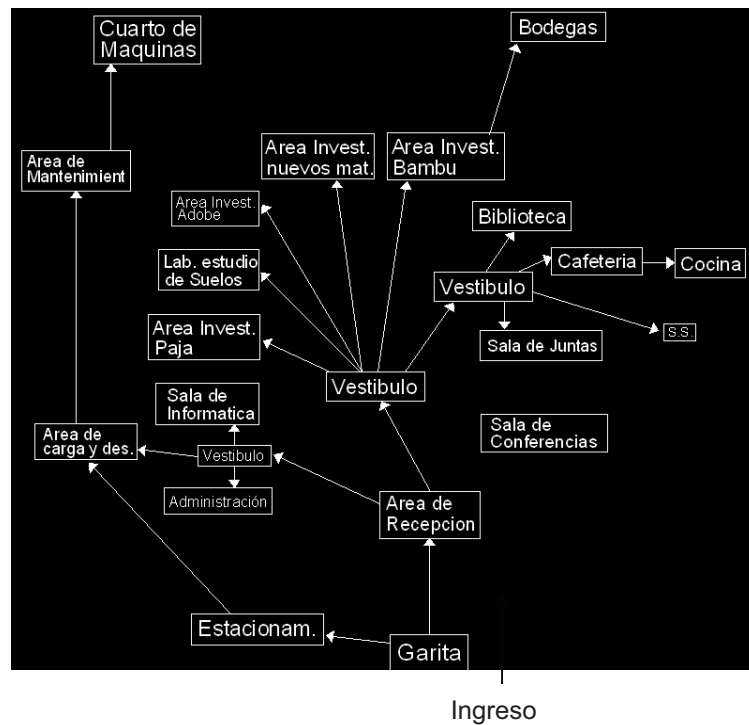 Cuarto de
Maquinas
Bodegas
Area Invest.
nuevos mat.
Area Invest.
Bambu
Area de
Mantenimient
Area Invest.
Adobe
Biblioteca
Lab. estudio
de Suelos
Cafeteria
Cocina
Vestibulo
Area Invest.
Paja
Sala de Juntas
S.S.
Vestibulo
Sala de
Informatica
Sala de
Conferencias
Area de
carga y des.
Vestibulo
Administración
Area de
Recepcion
Estacionam.
Garita
Ingreso